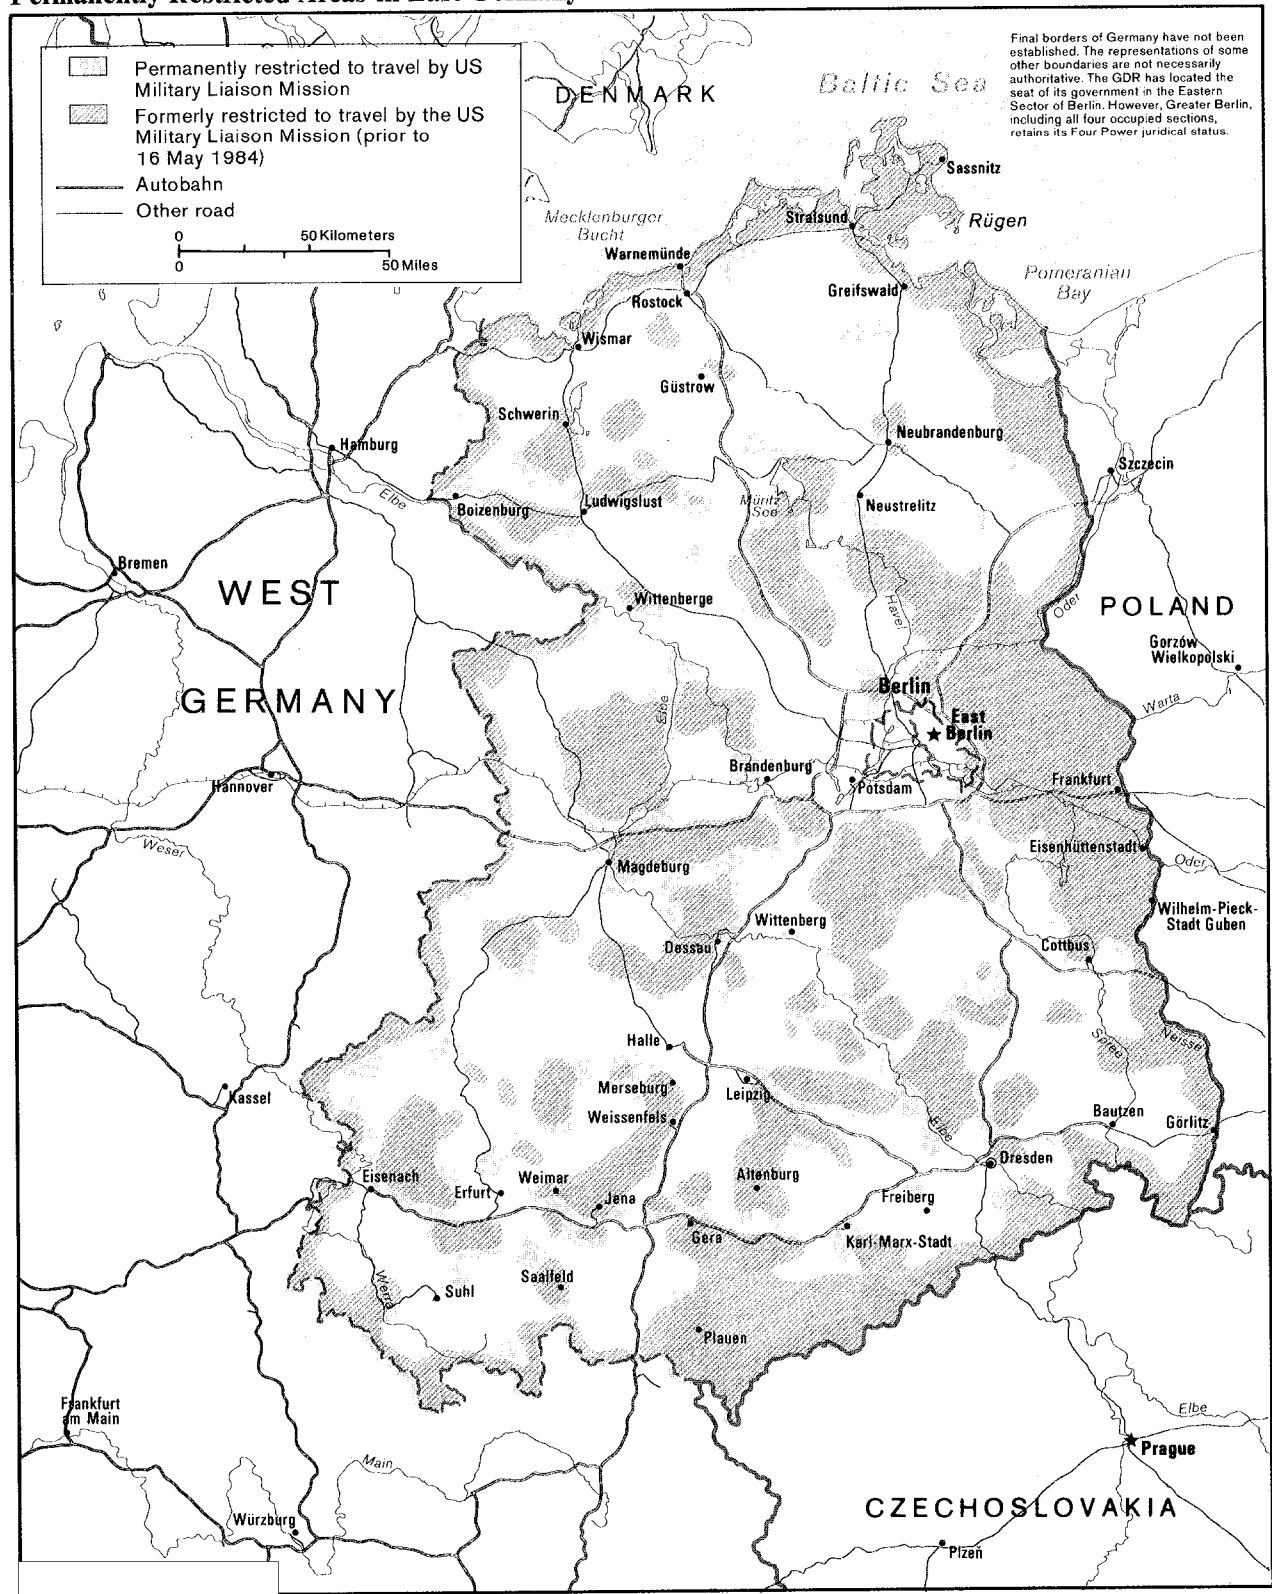 Permanently Restricted Areas in East Germany
Permanently restricted to travel by US
Military Liaison Mission
Formerly restricted to travel by the US
Military Liaison Mission (prior to
16 May 1984)
Autobahn
Other road
0 50 Kilometers
0 50 Miles
Final borders of Germany have not been
established. The representations of some
other boundaries are not necessarily
authoritative. The GDR has located the
seat of its government in the Eastern
Sector of Berlin. However, Greater Berlin,
including all four occupied sections,
retains its Four Power juridical status.
DENMARK
Baltic Sea
Sassnitz
Mecklenburger
Bucht
Stralsund
Rügen
Warnemünde
Pomeranian
Bay
Rostock
Greifswald
Wismar
Güstrow
Schwerin
Hamburg
Neubrandenburg
Szczecin
Elbe
Boizenburg
Ludwigslust
Müritz
See
Neustrelitz
Bremen
WEST
Wittenberge
Havel
Oder
POLAND
Gorzów
Wielkopolski
GERMANY
Elbe
Berlin
Warta
East
Berlin
Hannover
Brandenburg
Potsdam
Frankfurt
Weser
Magdeburg
Eisenhüttenstadt
Oder
Wittenberg
Wilhelm-Pieck-
Stadt Guben
Dessau
Cottbus
Halle
Spree
Neisse
Kassel
Merseburg
Leipzig
Weissenfels
Elbe
Bautzen
Görlitz
Eisenach
Erfurt
Weimar
Jena
Altenburg
Dresden
Freiberg
Gera
Karl-Marx-Stadt
Werra
Suhl
Saalfeld
Plauen
Frankfurt
am Main
Elbe
Prague
Main
Würzburg
CZECHOSLOVAKIA
Plzeň